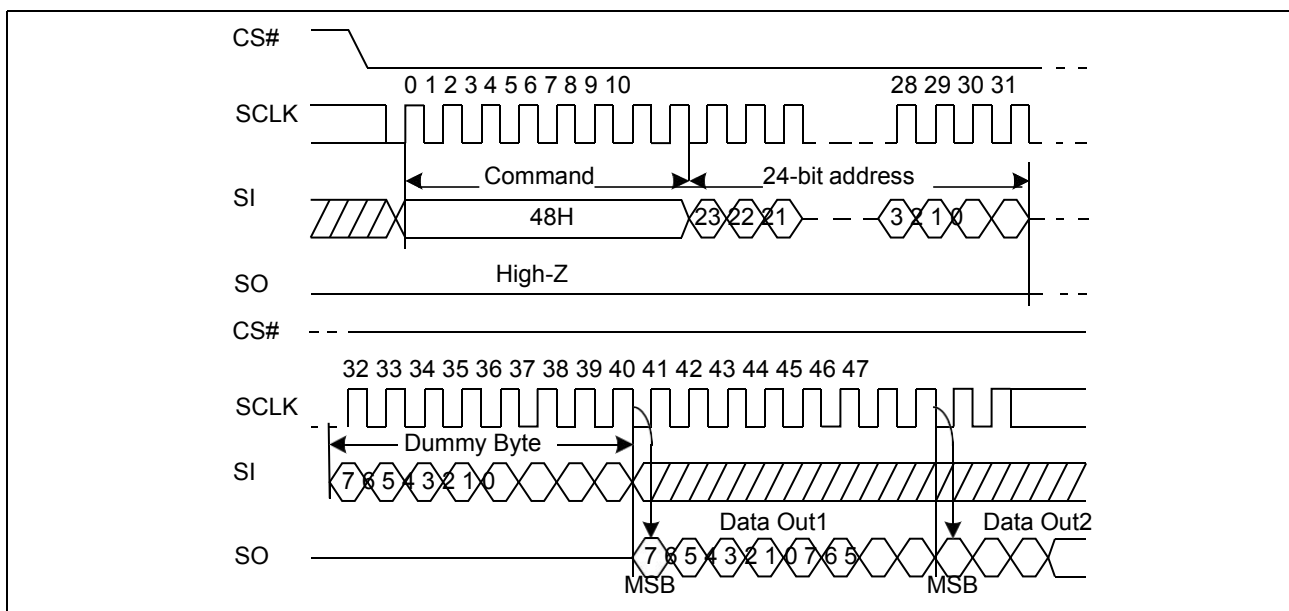 CS#
0 1 2 3 4 5 6 7 8 9 10 28 29 30 31
SCLK
Command 24-bit address
SI
48H 23 22 21 3 2 1 0
High-Z
SO
CS#
32 33 34 35 36 37 38 39 40 41 42 43 44 45 46 47
SCLK
Dummy Byte
SI
7 6 5 4 3 2 1 0
Data Out1 Data Out2
SO
7 6 5 4 3 2 1 0 7 6 5
MSB MSB